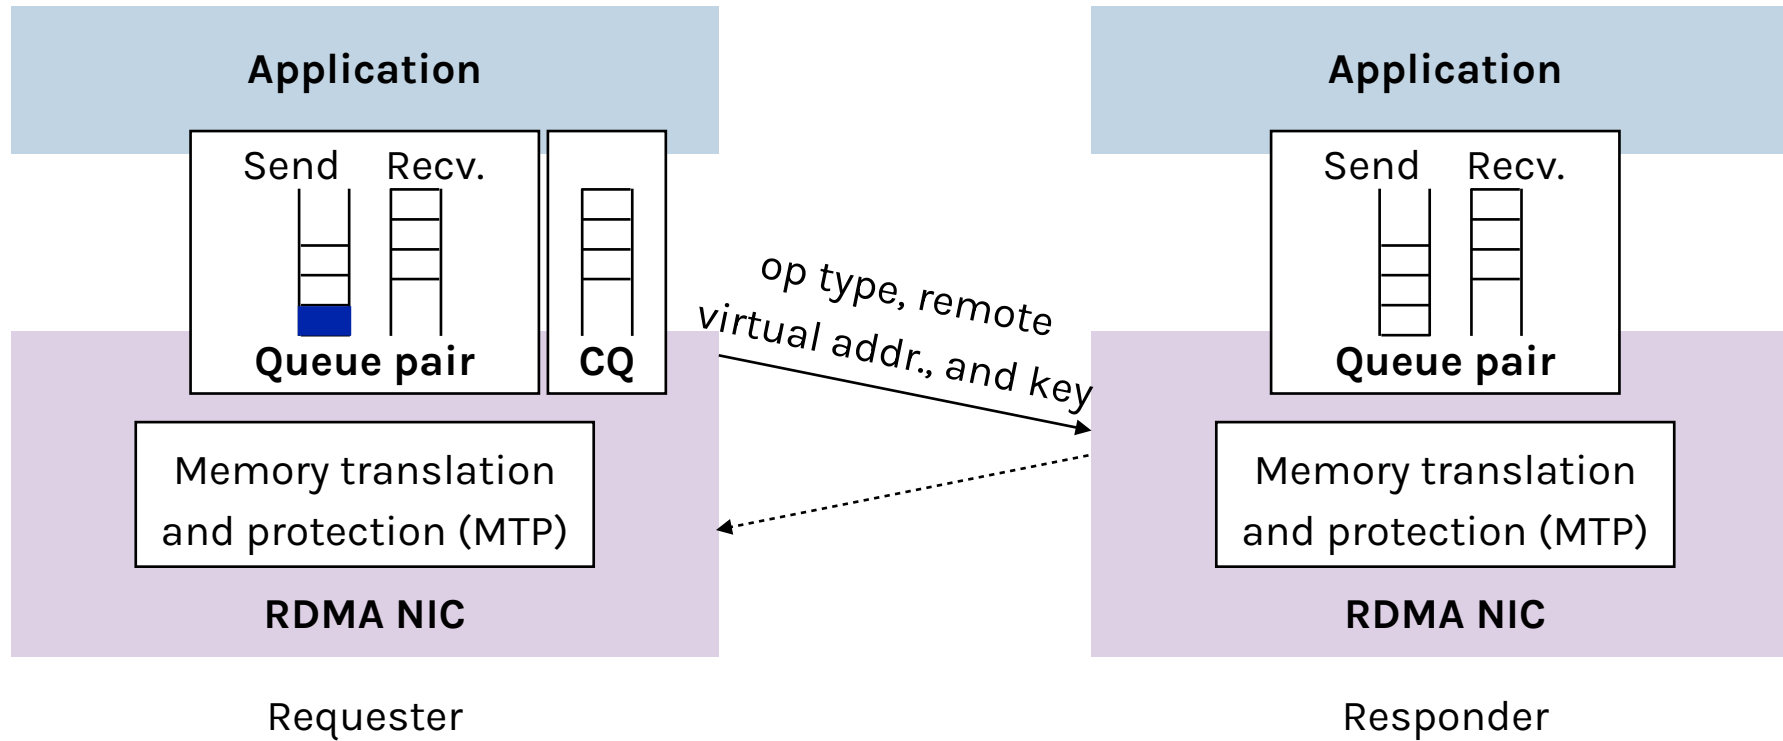 Application
Send Recv.
Queue pair
CQ
Memory translation
and protection (MTP)
RDMA NIC
Requester
op type, remote
virtual addr., and key
Application
Send Recv.
Queue pair
Memory translation
and protection (MTP)
RDMA NIC
Responder